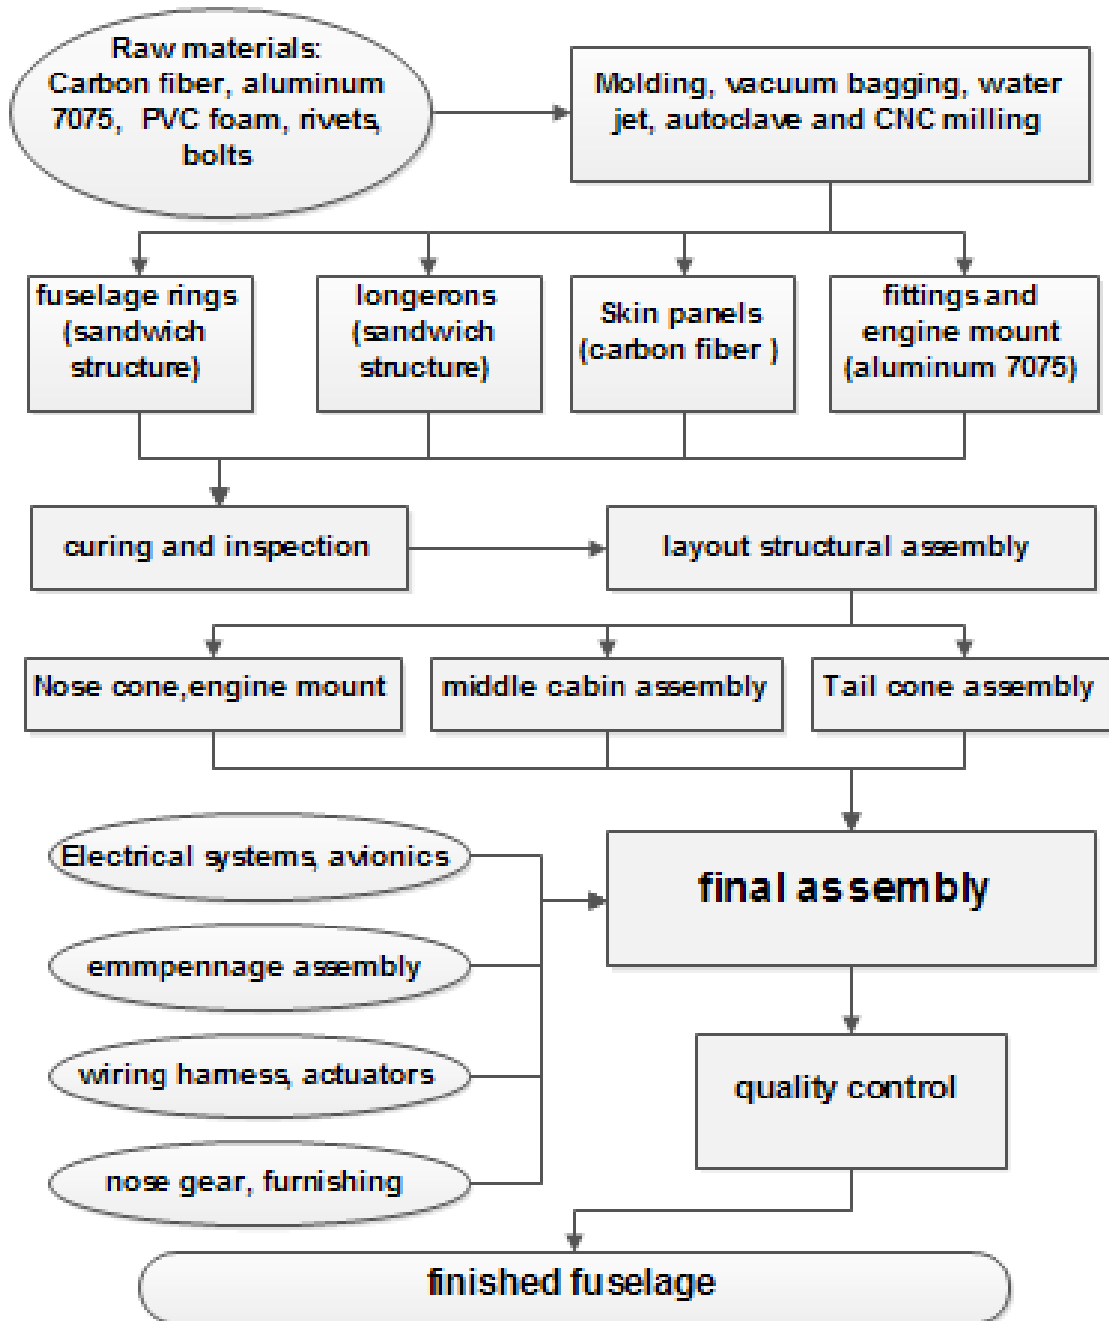 Raw materials:
Carbon fiber, aluminum
7075, PVC foam, rivets,
bolts
Molding, vacuum bagging, water
jet, autoclave and CNC milling
fuselage rings
(sandwich
structure)
longerons
(sandwich
structure)
Skin panels
(carbon fiber )
fittings and
engine mount
(aluminum 7075)
curing and inspection
layout structural assembly
Nose cone,engine mount
middle cabin assembly
Tail cone assembly
Electrical systems, avionics
final assembly
emmpennage assembly
wiring harness, actuators
quality control
nose gear, furnishing
finished fuselage